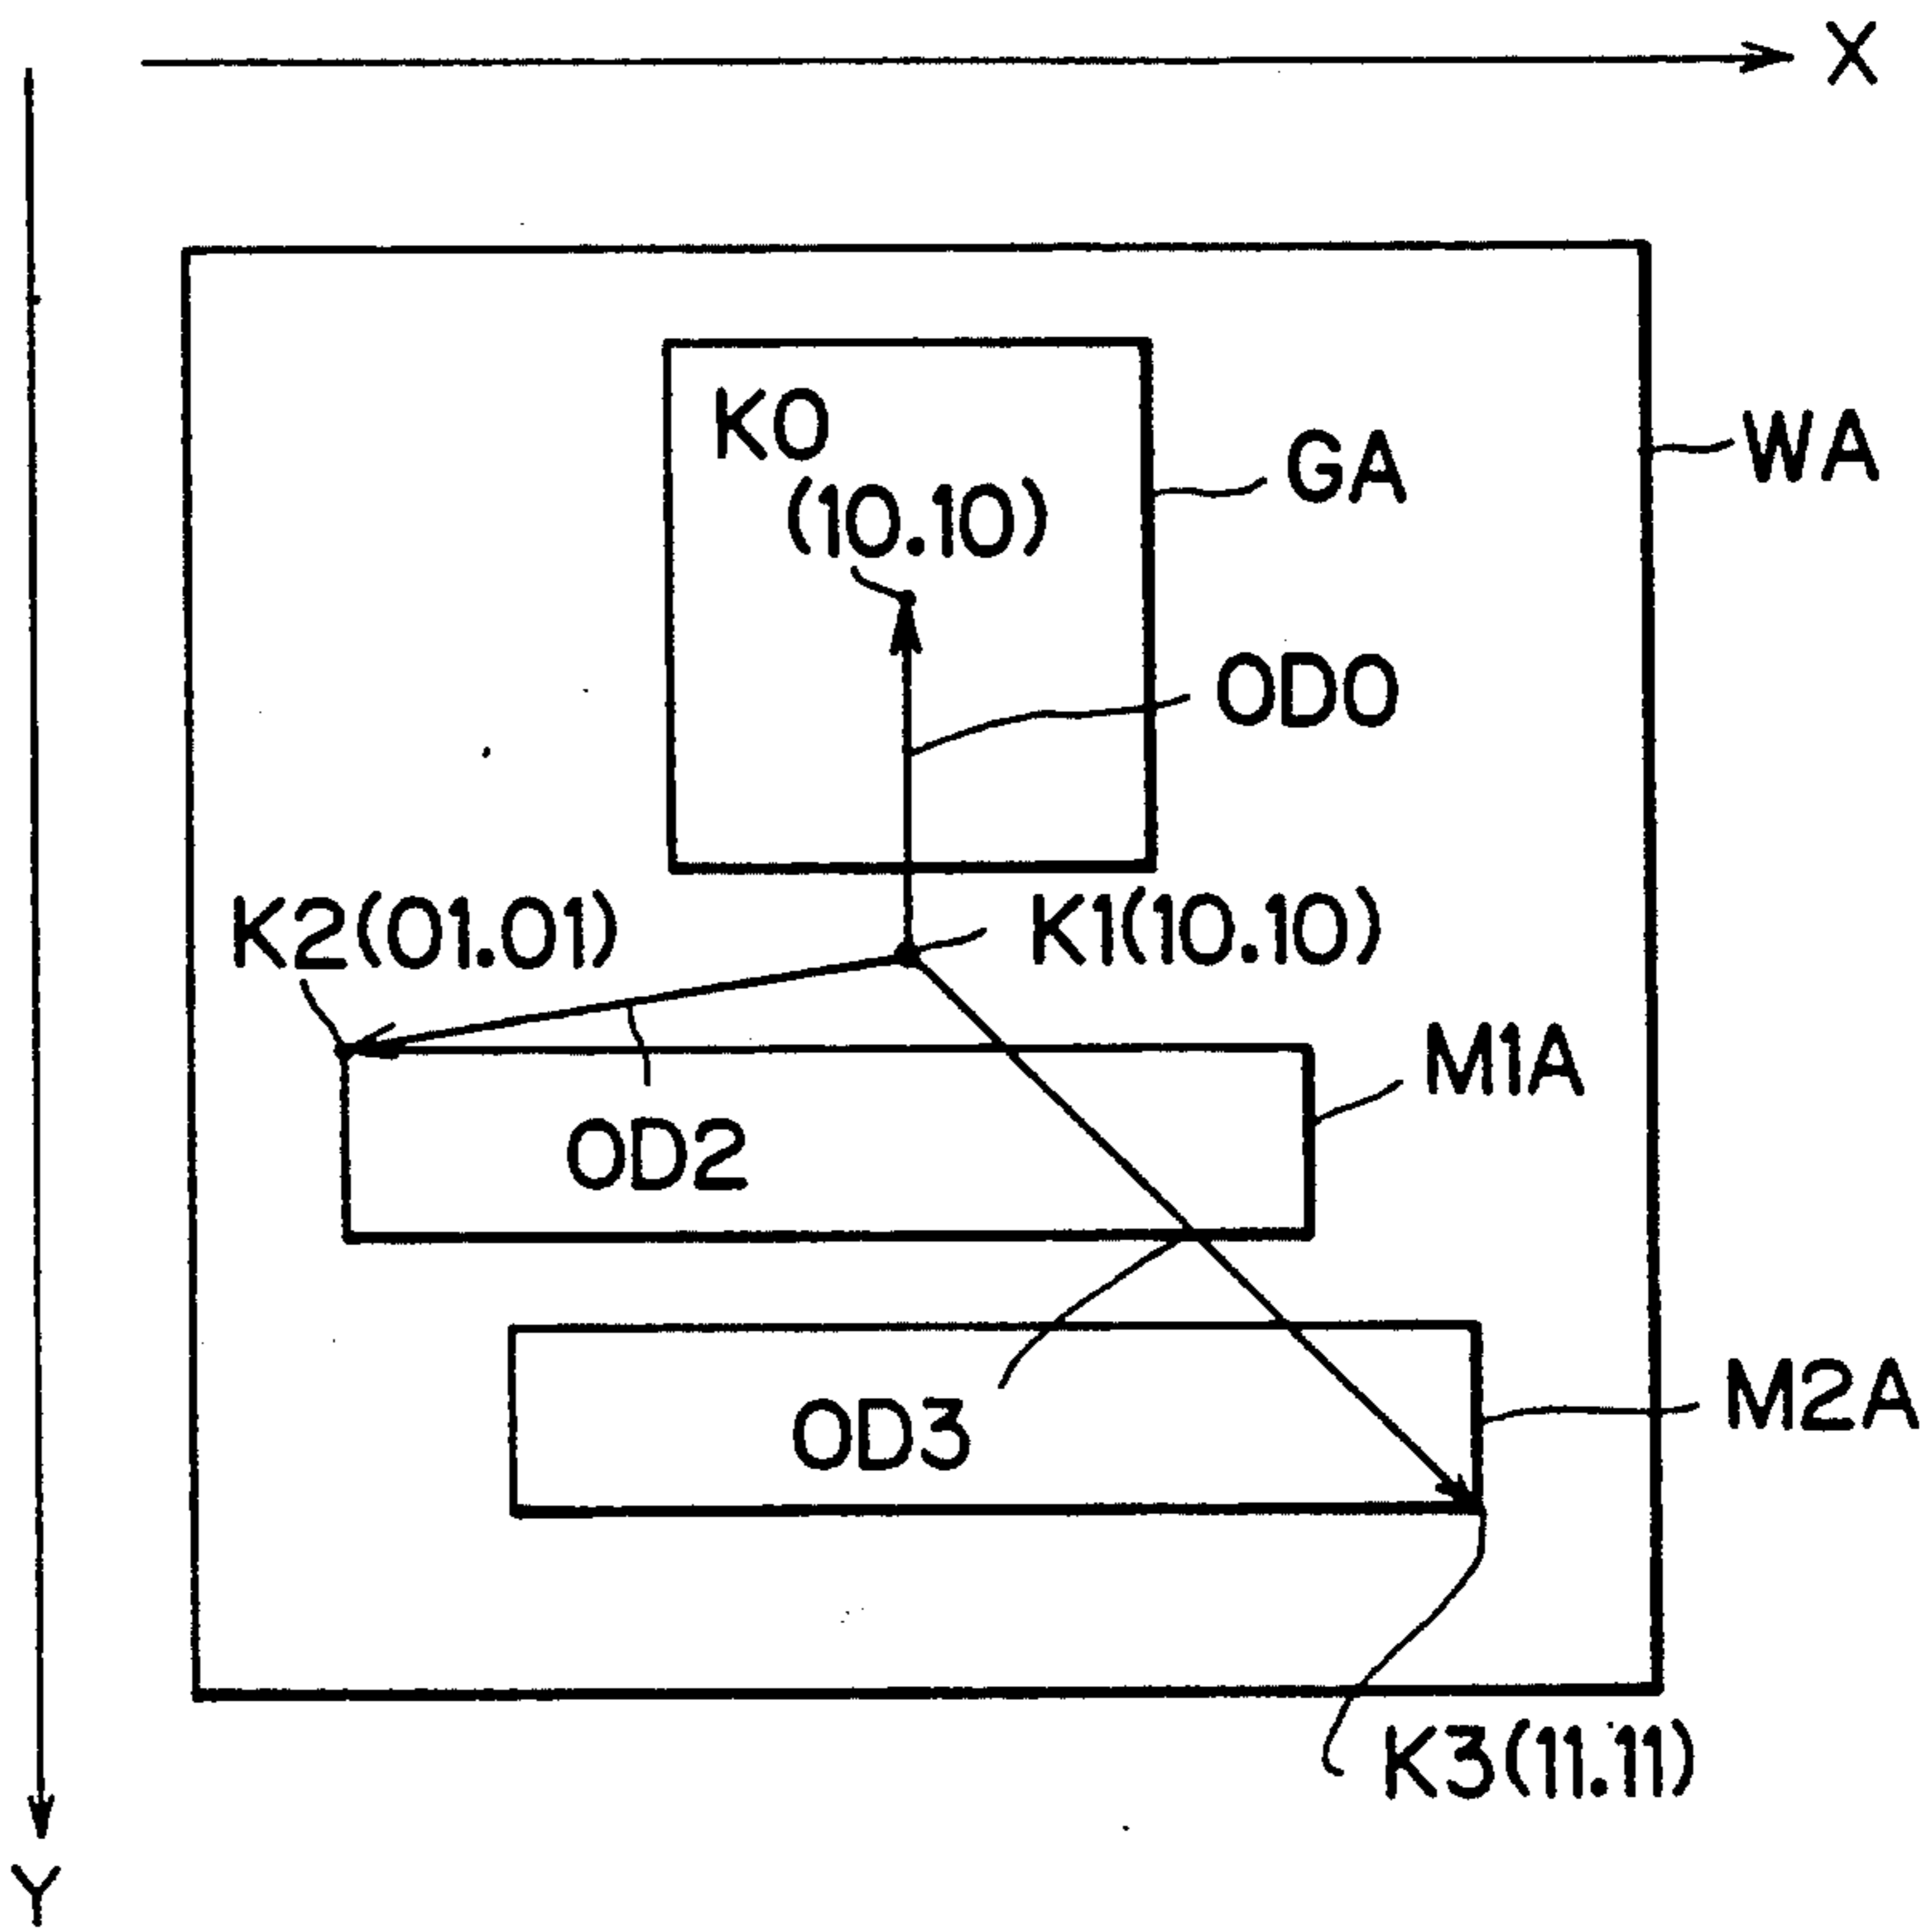 X
K0
(10.10)
GA
WA
OD0
K2(01.01)
K1(10.10)
M1A
OD2
M2A
OD3
K3(11.11)
Y